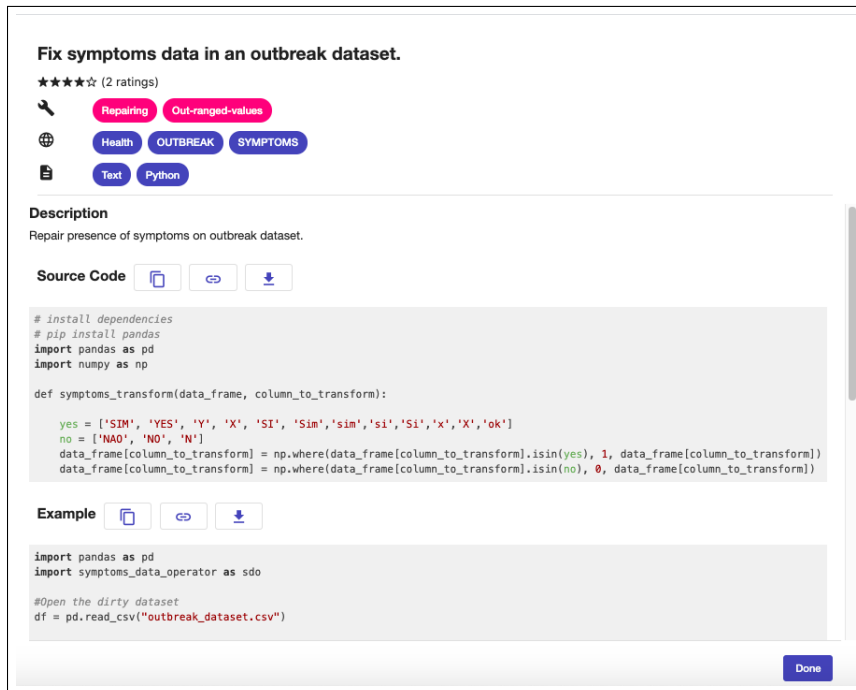 Fix symptoms data in an outbreak dataset.
★★★★☆ (2 ratings)
Repairing Out-ranged-values
Health OUTBREAK SYMPTOMS
Text Python
Description
Repair presence of symptoms on outbreak dataset.
Source Code
# install dependencies
# pip install pandas
import pandas as pd
import numpy as np
def symptoms_transform(data_frame, column_to_transform):
yes = ['SIM', 'YES', 'Y', 'X', 'SI', 'Sim','sim','si','Si','x','X','ok']
no = ['NAO', 'NO', 'N']
data_frame[column_to_transform] = np.where(data_frame[column_to_transform].isin(yes), 1, data_frame[column_to_transform])
data_frame[column_to_transform] = np.where(data_frame[column_to_transform].isin(no), 0, data_frame[column_to_transform])
Example
import pandas as pd
import symptoms_data_operator as sdo
#Open the dirty dataset
df = pd.read_csv("outbreak_dataset.csv")
Done